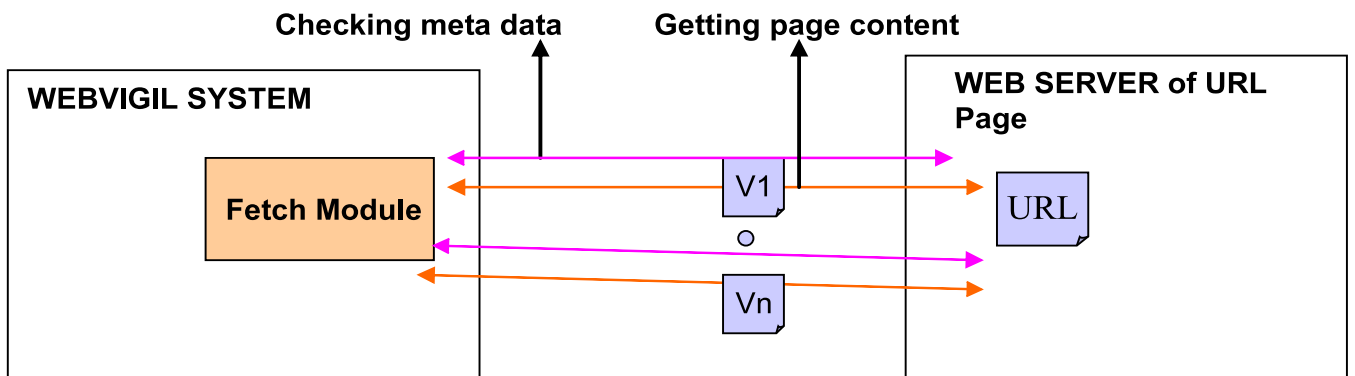 Checking meta data
Getting page content
WEBVIGIL SYSTEM
WEB SERVER of URL
Page
Fetch Module
V1
URL
Vn